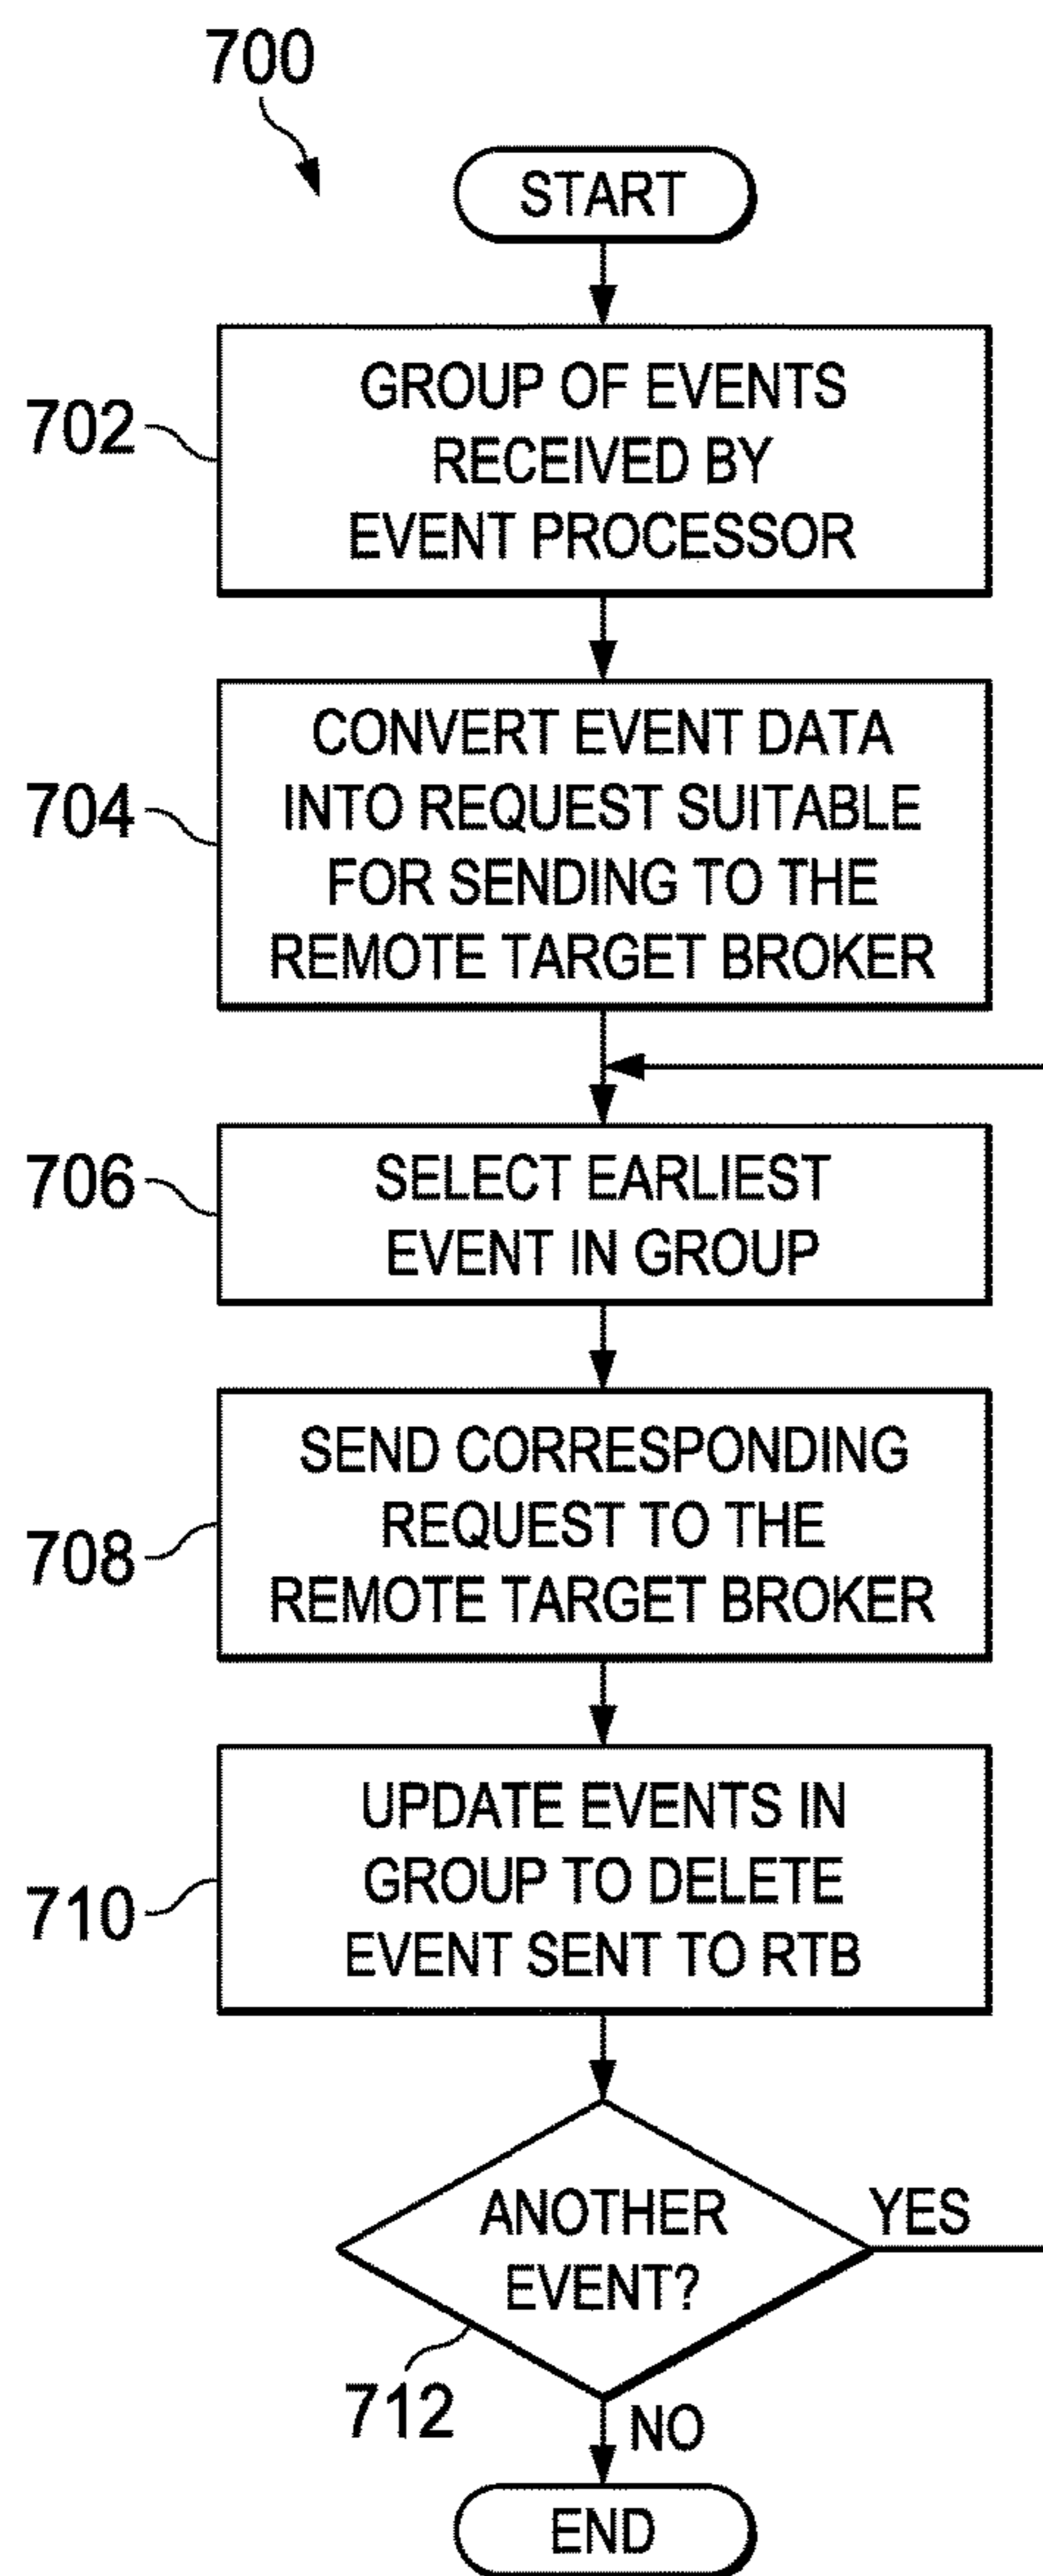 700
START
702
GROUP OF EVENTS
RECEIVED BY
EVENT PROCESSOR
704
CONVERT EVENT DATA
INTO REQUEST SUITABLE
FOR SENDING TO THE
REMOTE TARGET BROKER
706
SELECT EARLIEST
EVENT IN GROUP
708
SEND CORRESPONDING
REQUEST TO THE
REMOTE TARGET BROKER
710
UPDATE EVENTS IN
GROUP TO DELETE
EVENT SENT TO RTB
ANOTHER
EVENT?
YES
712
NO
END